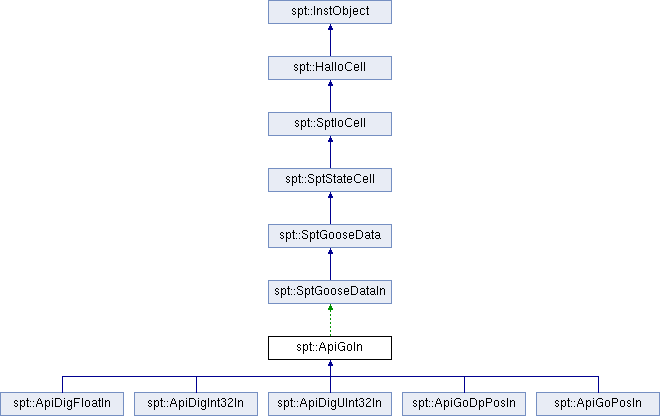 spt::InstObject
spt::HalloCell
spt::SptIoCell
spt::SptStateCell
spt::SptGooseData
spt::SptGooseDataIn
spt::ApiGoIn
spt::ApiDigFloatIn
spt::ApiDigInt32In
spt::ApiDigUInt32In
spt::ApiGoDpPosIn
spt::ApiGoPosIn